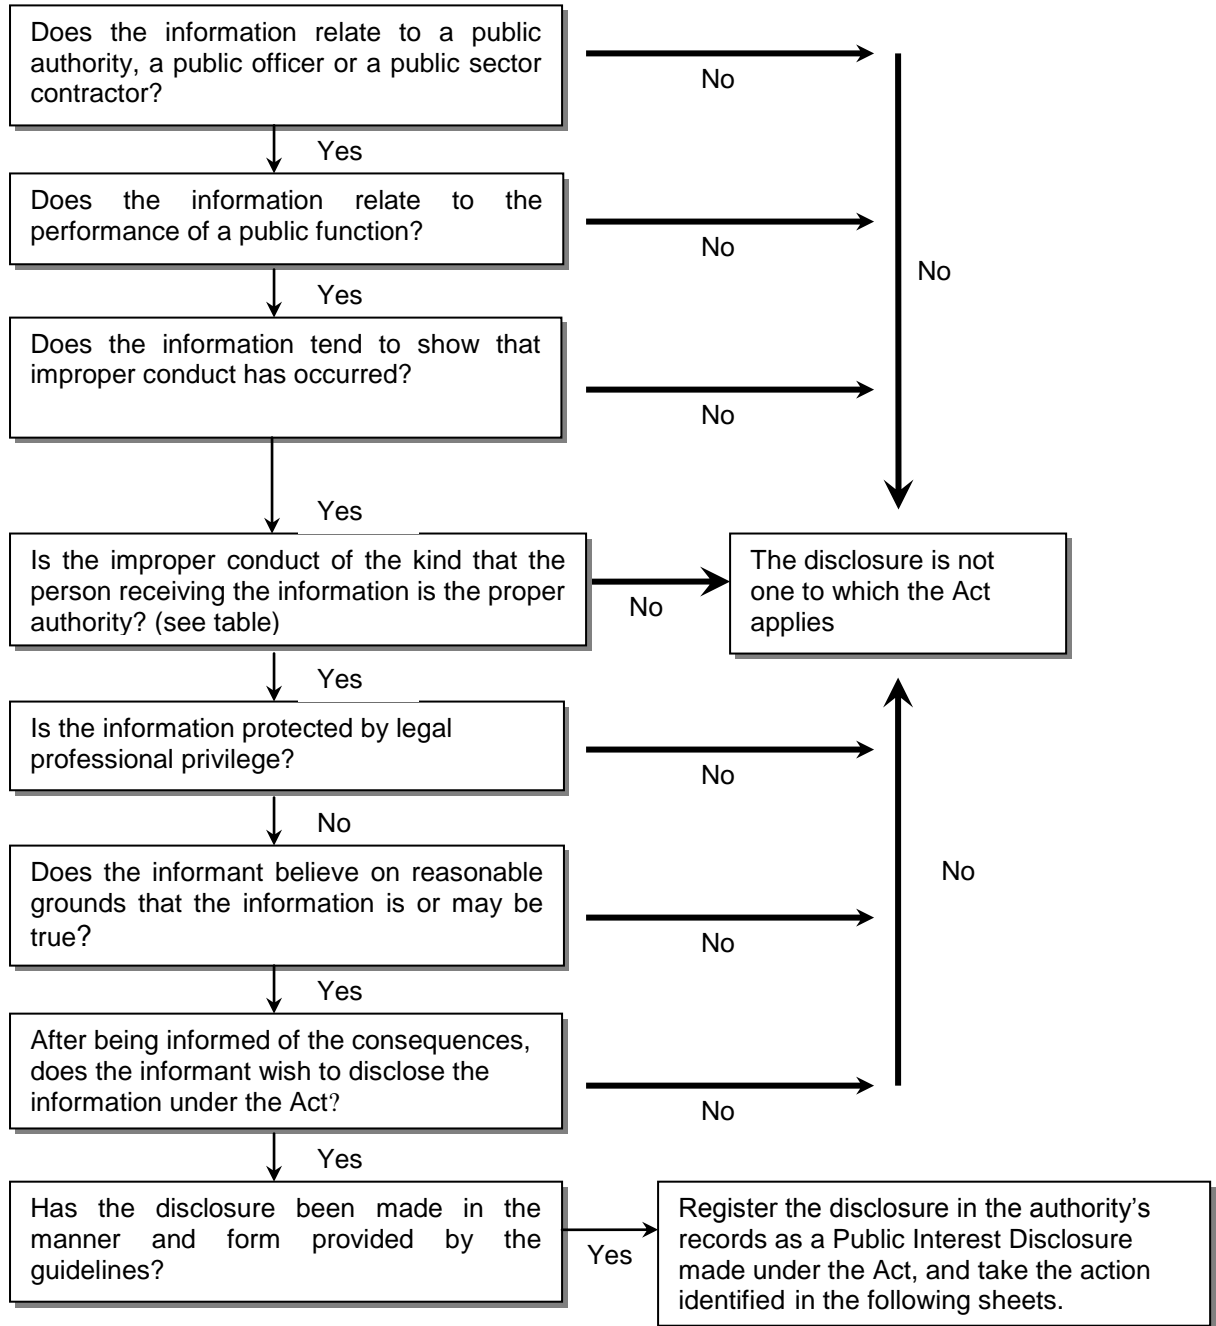 Does the information relate to a public
authority, a public officer or a public sector
contractor?
No
Yes
Does the information relate to the
performance of a public function?
No
No
Yes
Does the information tend to show that
improper conduct has occurred?
No
Yes
Is the improper conduct of the kind that the
person receiving the information is the proper
authority? (see table)
No
The disclosure is not
one to which the Act
applies
Yes
Is the information protected by legal
professional privilege?
No
No
Does the informant believe on reasonable
grounds that the information is or may be
true?
No
No
Yes
After being informed of the consequences,
does the informant wish to disclose the
information under the Act?
No
Yes
Has the disclosure been made in the
manner and form provided by the
guidelines?
Yes
Register the disclosure in the authority's
records as a Public Interest Disclosure
made under the Act, and take the action
identified in the following sheets.